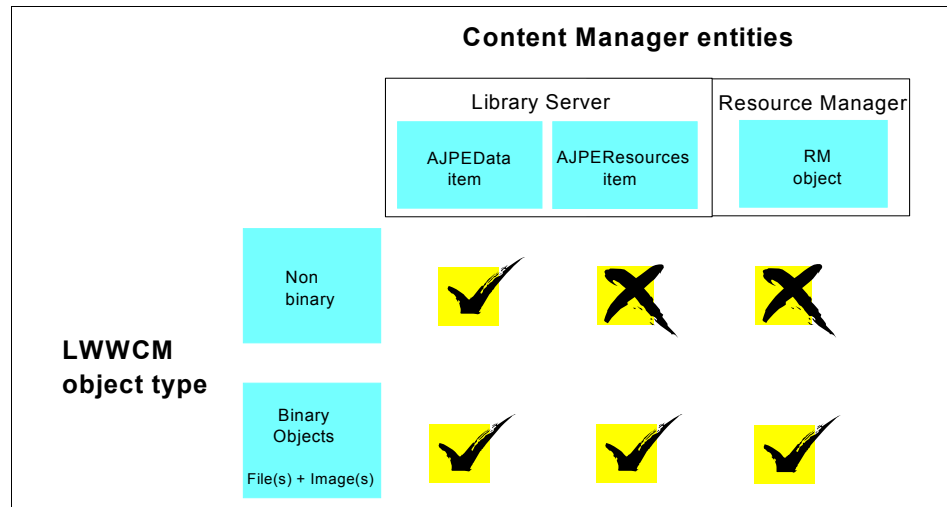 Content Manager entities
Library Server
Resource Manager
AJPEData
item
AJPEResources
item
RM
object
Non
binary
LWWCM
object type
Binary
Objects
File(s) + Image(s)